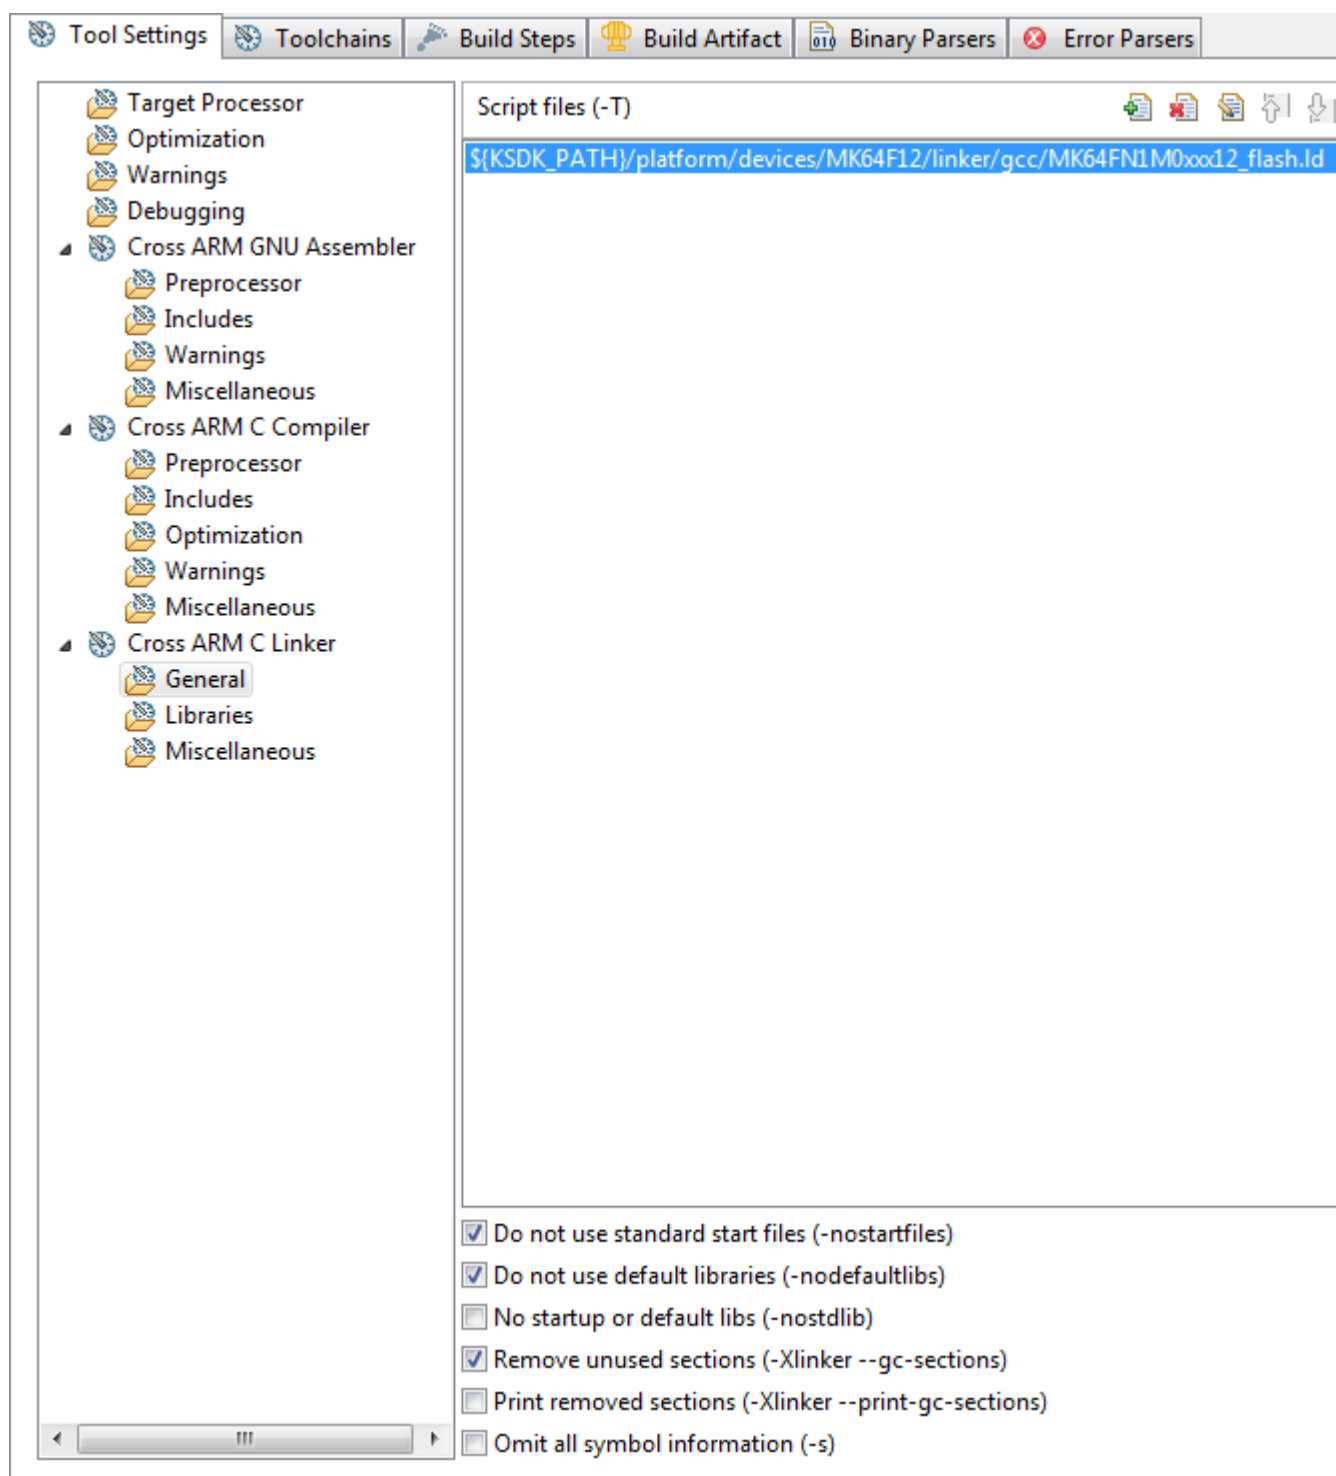 Tool Settings Toolchains Build Steps Build Artifact Binary Parsers Error Parsers
Target Processor
Optimization
Warnings
Debugging
Cross ARM GNU Assembler
Preprocessor
Includes
Warnings
Miscellaneous
Cross ARM C Compiler
Preprocessor
Includes
Optimization
Warnings
Miscellaneous
Cross ARM C Linker
General
Libraries
Miscellaneous
Script files (-T)
${KSDK_PATH}/platform/devices/MK64F12/linker/gcc/MK64FN1M0xxx12_flash.ld
Do not use standard start files (-nostartfiles)
Do not use default libraries (-nodefaultlibs)
No startup or default libs (-nostdlib)
Remove unused sections (-Xlinker --gc-sections)
Print removed sections (-Xlinker --print-gc-sections)
Omit all symbol information (-s)